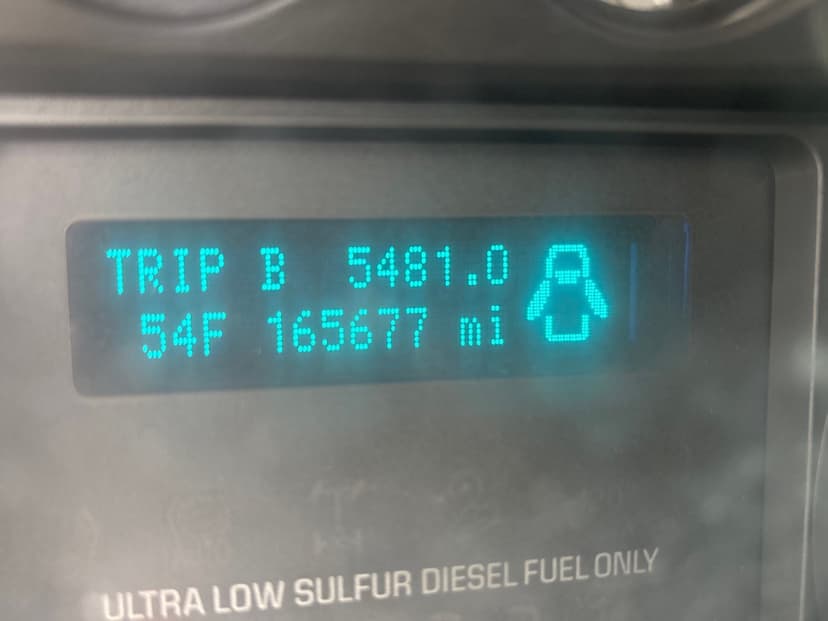 TRIP B 5481.0
54F 165677 mi
ULTRA LOW SULFUR DIESEL FUEL ONLY